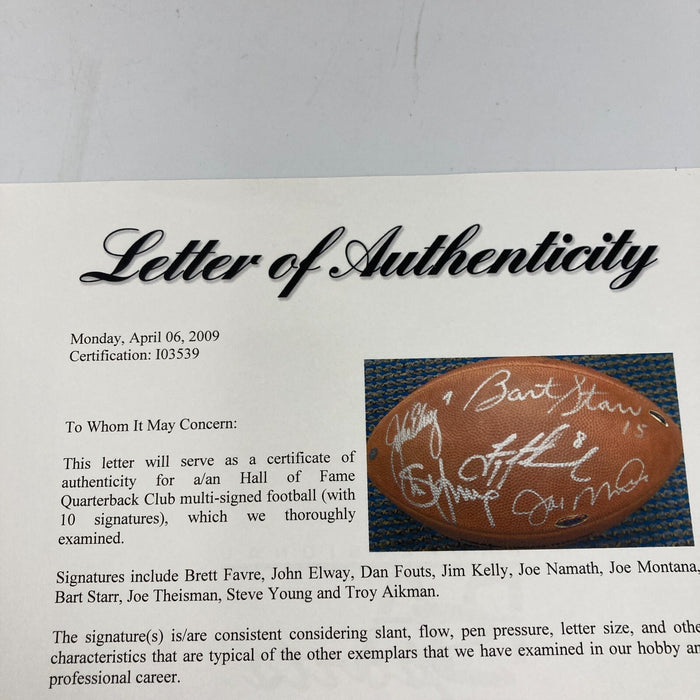 Letter of Authenticity
Monday, April 06, 2009
Certification: I03539
To Whom It May Concern:
This letter will serve as a certificate of
authenticity for a/an Hall of Fame
Quarterback Club multi-signed football (with
10 signatures), which we thoroughly
examined.
John Elway 7
Bart Starr
15
8
Signatures include Brett Favre, John Elway, Dan Fouts, Jim Kelly, Joe Namath, Joe Montana,
Bart Starr, Joe Theisman, Steve Young and Troy Aikman.
The signature(s) is/are consistent considering slant, flow, pen pressure, letter size, and othe
characteristics that are typical of the other exemplars that we have examined in our hobby an
professional career.